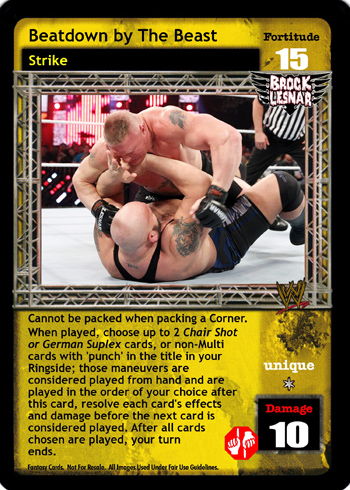 Beatdown by The Beast
Fortitude
Strike
15
BROCK
LESNAR
Cannot be packed when packing a Corner.
When played, choose up to 2 Chair Shot
or German Suplex cards, or non-Multi
cards with 'punch' in the title in your
Ringside; those maneuvers are
considered played from hand and are
played in the order of your choice after
this card, resolve each card's effects
and damage before the next card is
considered played. After all cards
chosen are played, your turn
ends.
W
unique
*
Damage
10
Fantasy Cards. Not For Resale. All Images Used Under Fair Use Guidelines.